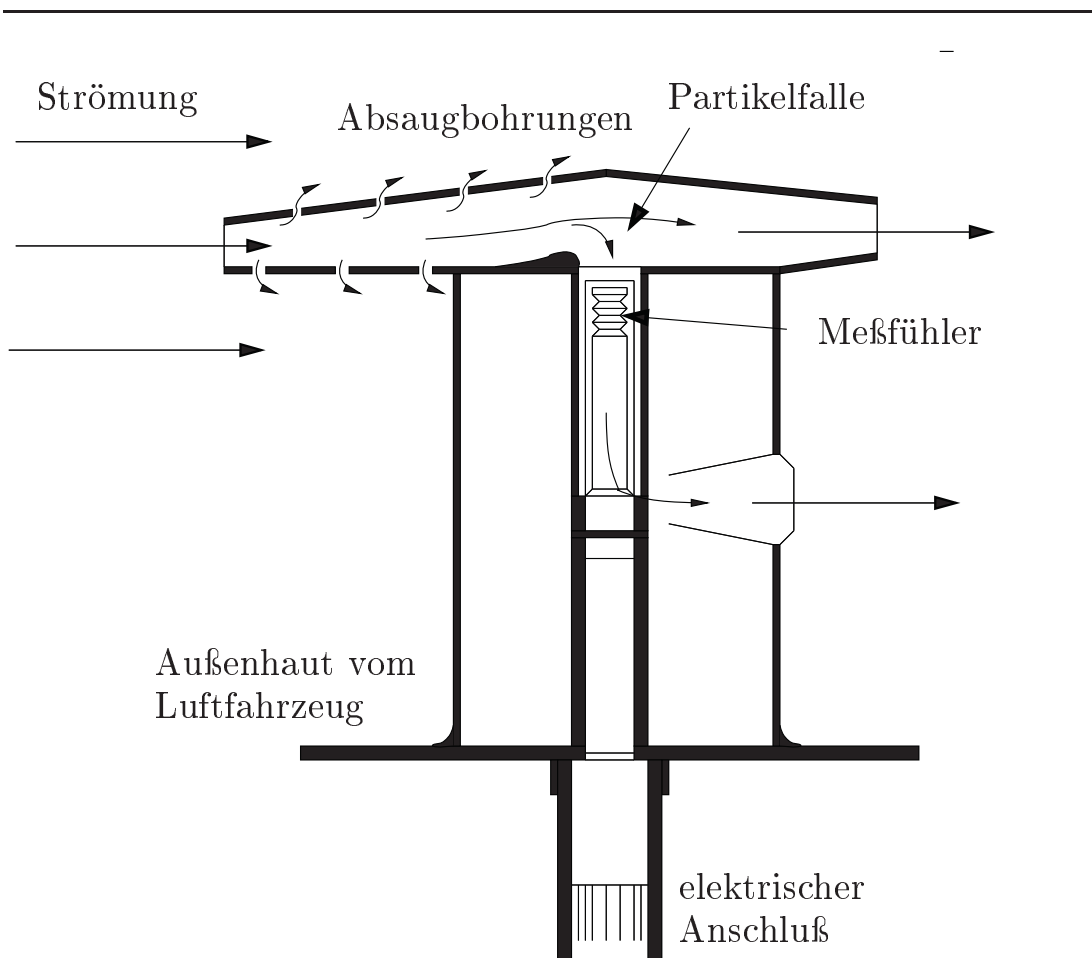 Strömung
Absaugbohrungen
Partikelfalle
Meßfühler
Außenhaut vom
Luftfahrzeug
elektrischer
Anschluß